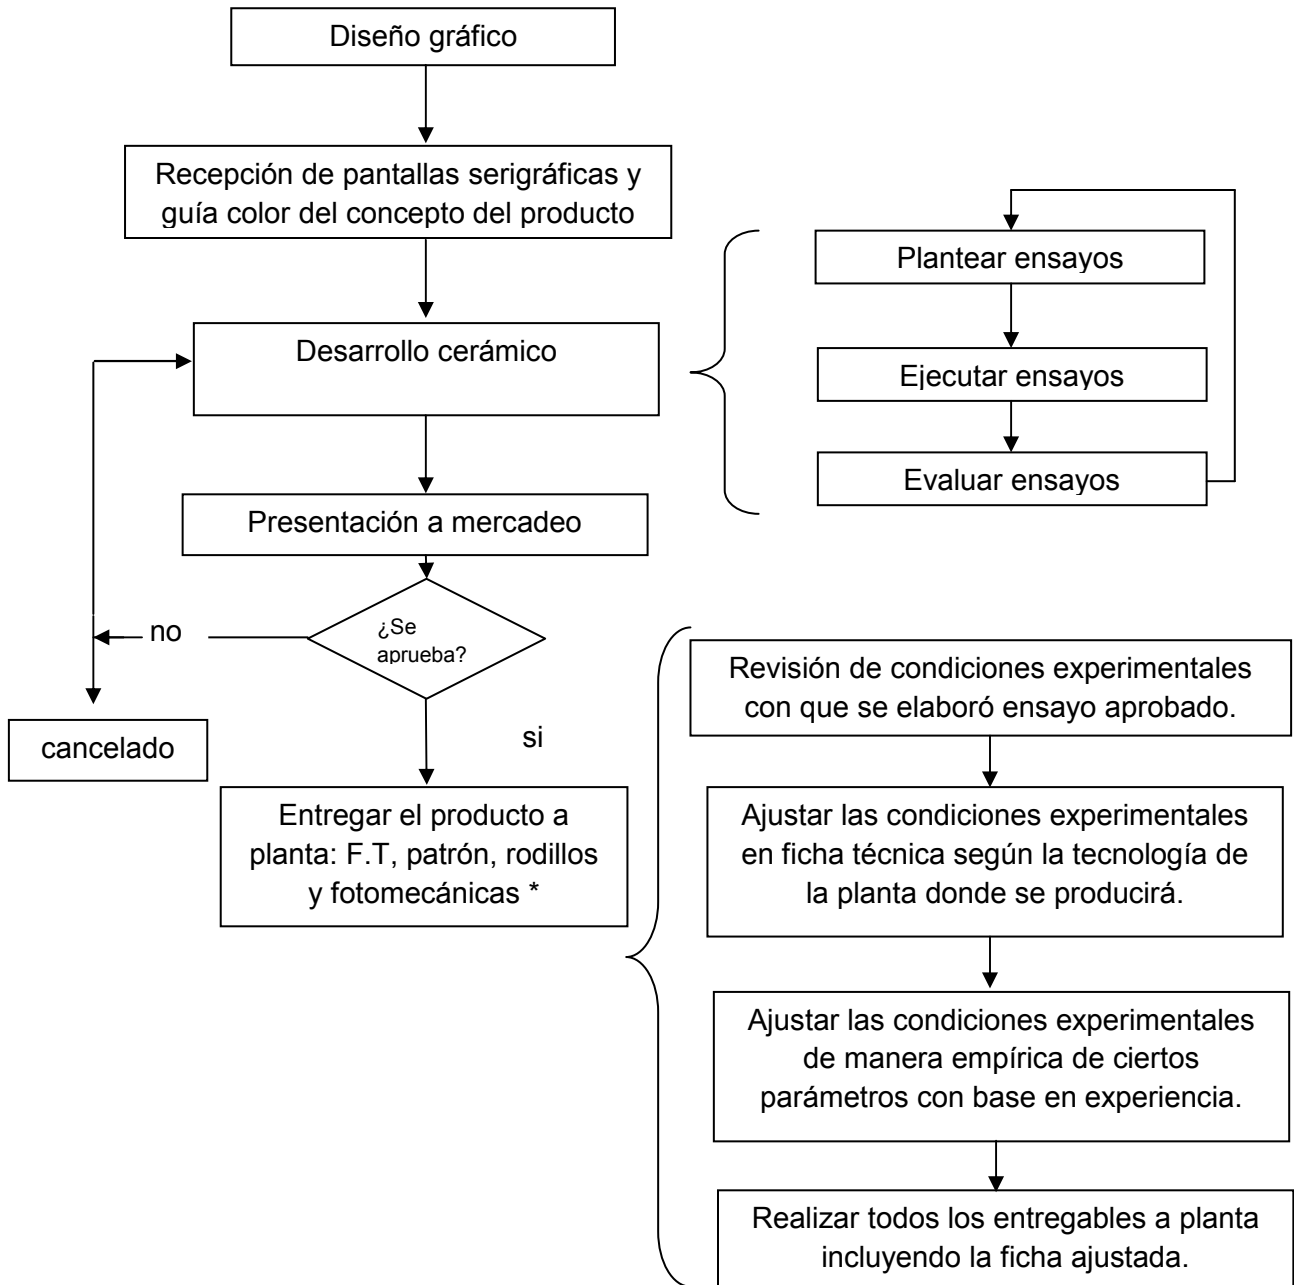 Diseño gráfico
Recepción de pantallas serigráficas y
guía color del concepto del producto
Desarrollo cerámico
Presentación a mercadeo
¿Se
aprueba?
no
si
cancelado
Entregar el producto a
planta: F.T, patrón, rodillos
y fotomecánicas *
Plantear ensayos
Ejecutar ensayos
Evaluar ensayos
Revisión de condiciones experimentales
con que se elaboró ensayo aprobado.
Ajustar las condiciones experimentales
en ficha técnica según la tecnología de
la planta donde se producirá.
Ajustar las condiciones experimentales
de manera empírica de ciertos
parámetros con base en experiencia.
Realizar todos los entregables a planta
incluyendo la ficha ajustada.